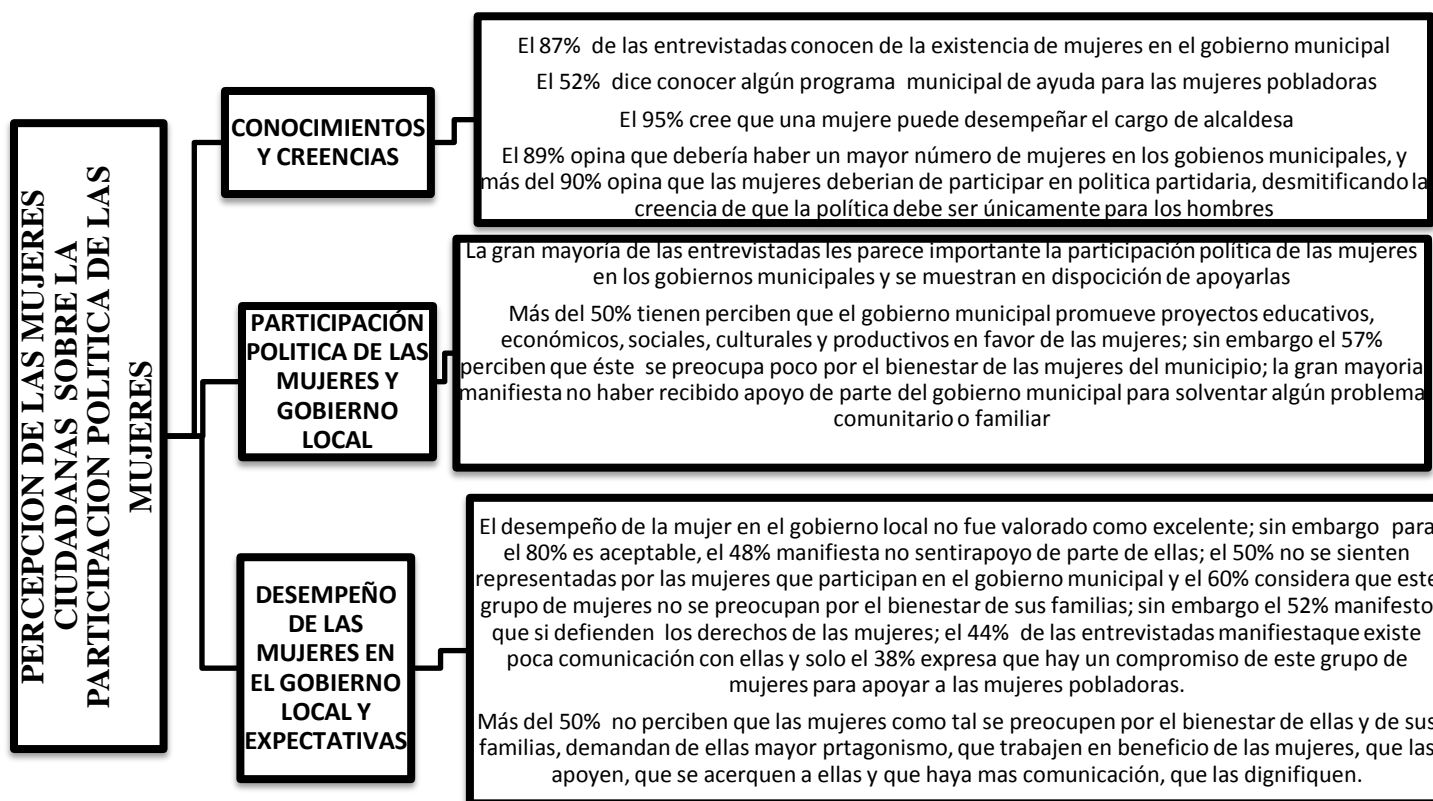 PERCEPCION DE LAS MUJERES
CIUDADANAS SOBRE LA
PARTICIPACION POLITICA DE LAS
MUJERES
CONOCIMIENTOS
Y CREENCIAS
El 87% de las entrevistadas conocen de la existencia de mujeres en el gobierno municipal
El 52% dice conocer algún programa municipal de ayuda para las mujeres pobladoras
El 95% cree que una mujere puede desempeñar el cargo de alcaldesa
El 89% opina que debería haber un mayor número de mujeres en los gobienos municipales, y
más del 90% opina que las mujeres deberian de participar en politica partidaria, desmitificando la
creencia de que la política debe ser únicamente para los hombres
PARTICIPACIÓN
POLITICA DE LAS
MUJERES Y
GOBIERNO
LOCAL
La gran mayoría de las entrevistadas les parece importante la participación política de las mujeres
en los gobiernos municipales y se muestran en disposición de apoyarlas
Más del 50% tienen perciben que el gobierno municipal promueve proyectos educativos,
económicos, sociales, culturales y productivos en favor de las mujeres; sin embargo el 57%
perciben que éste se preocupa poco por el bienestar de las mujeres del municipio; la gran mayoria
manifiesta no haber recibido apoyo de parte del gobierno municipal para solventar algún problema
comunitario o familiar
DESEMPEÑO
DE LAS
MUJERES EN
EL GOBIERNO
LOCAL Y
EXPECTATIVAS
El desempeño de la mujer en el gobierno local no fue valorado como excelente; sin embargo para
el 80% es aceptable, el 48% manifiesta no sentirapoyo de parte de ellas; el 50% no se sienten
representadas por las mujeres que participan en el gobierno municipal y el 60% considera que este
grupo de mujeres no se preocupan por el bienestar de sus familias; sin embargo el 52% manifesto
que si defienden los derechos de las mujeres; el 44% de las entrevistadas manifiestaque existe
poca comunicación con ellas y solo el 38% expresa que hay un compromiso de este grupo de
mujeres para apoyar a las mujeres pobladoras.
Más del 50% no perciben que las mujeres como tal se preocupen por el bienestar de ellas y de sus
familias, demandan de ellas mayor prtagonismo, que trabajen en beneficio de las mujeres, que las
apoyen, que se acerquen a ellas y que haya mas comunicación, que las dignifiquen.